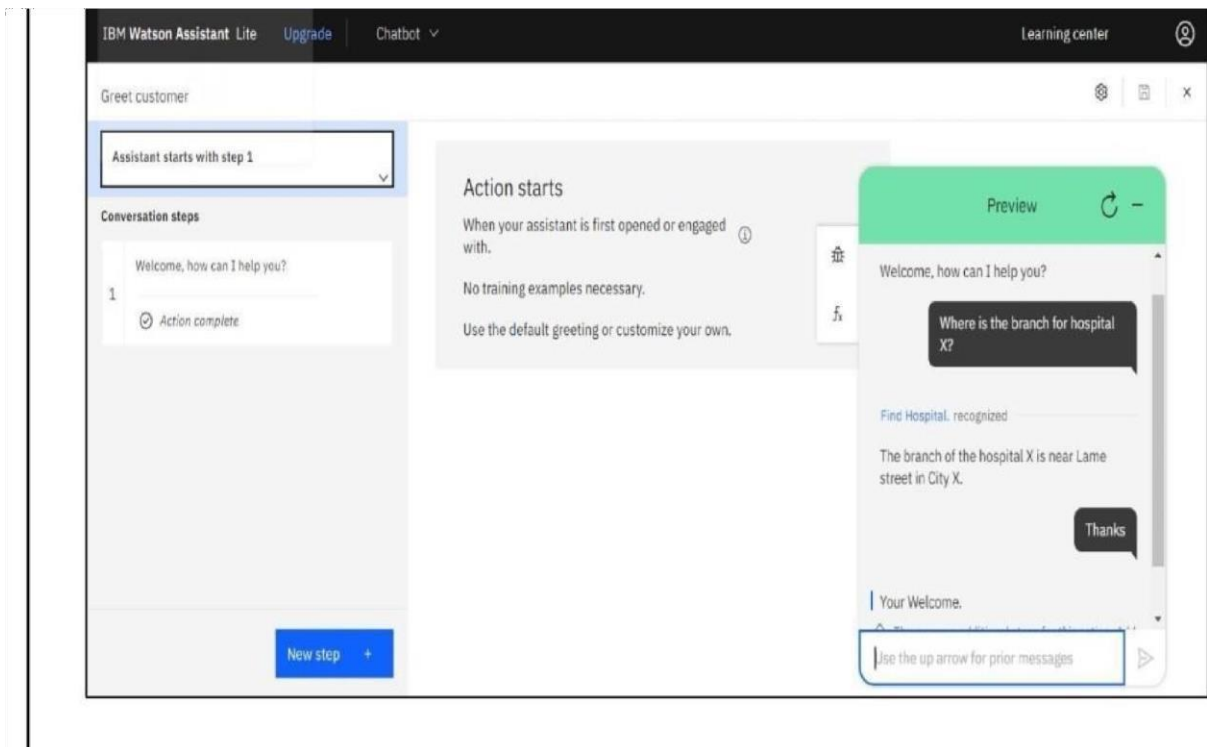 IBM Watson Assistant Lite Upgrade Chatbot Learning center
Greet customer
Assistant starts with step 1
Conversation steps
1
Welcome, how can I help you?
Action complete
New step +
Action starts
When your assistant is first opened or engaged
with.
No training examples necessary.
Use the default greeting or customize your own.
fx
Preview
Welcome, how can I help you?
Where is the branch for hospital
X?
Find Hospital. recognized
The branch of the hospital X is near Lame
street in City X.
Thanks
Your Welcome.
Use the up arrow for prior messages